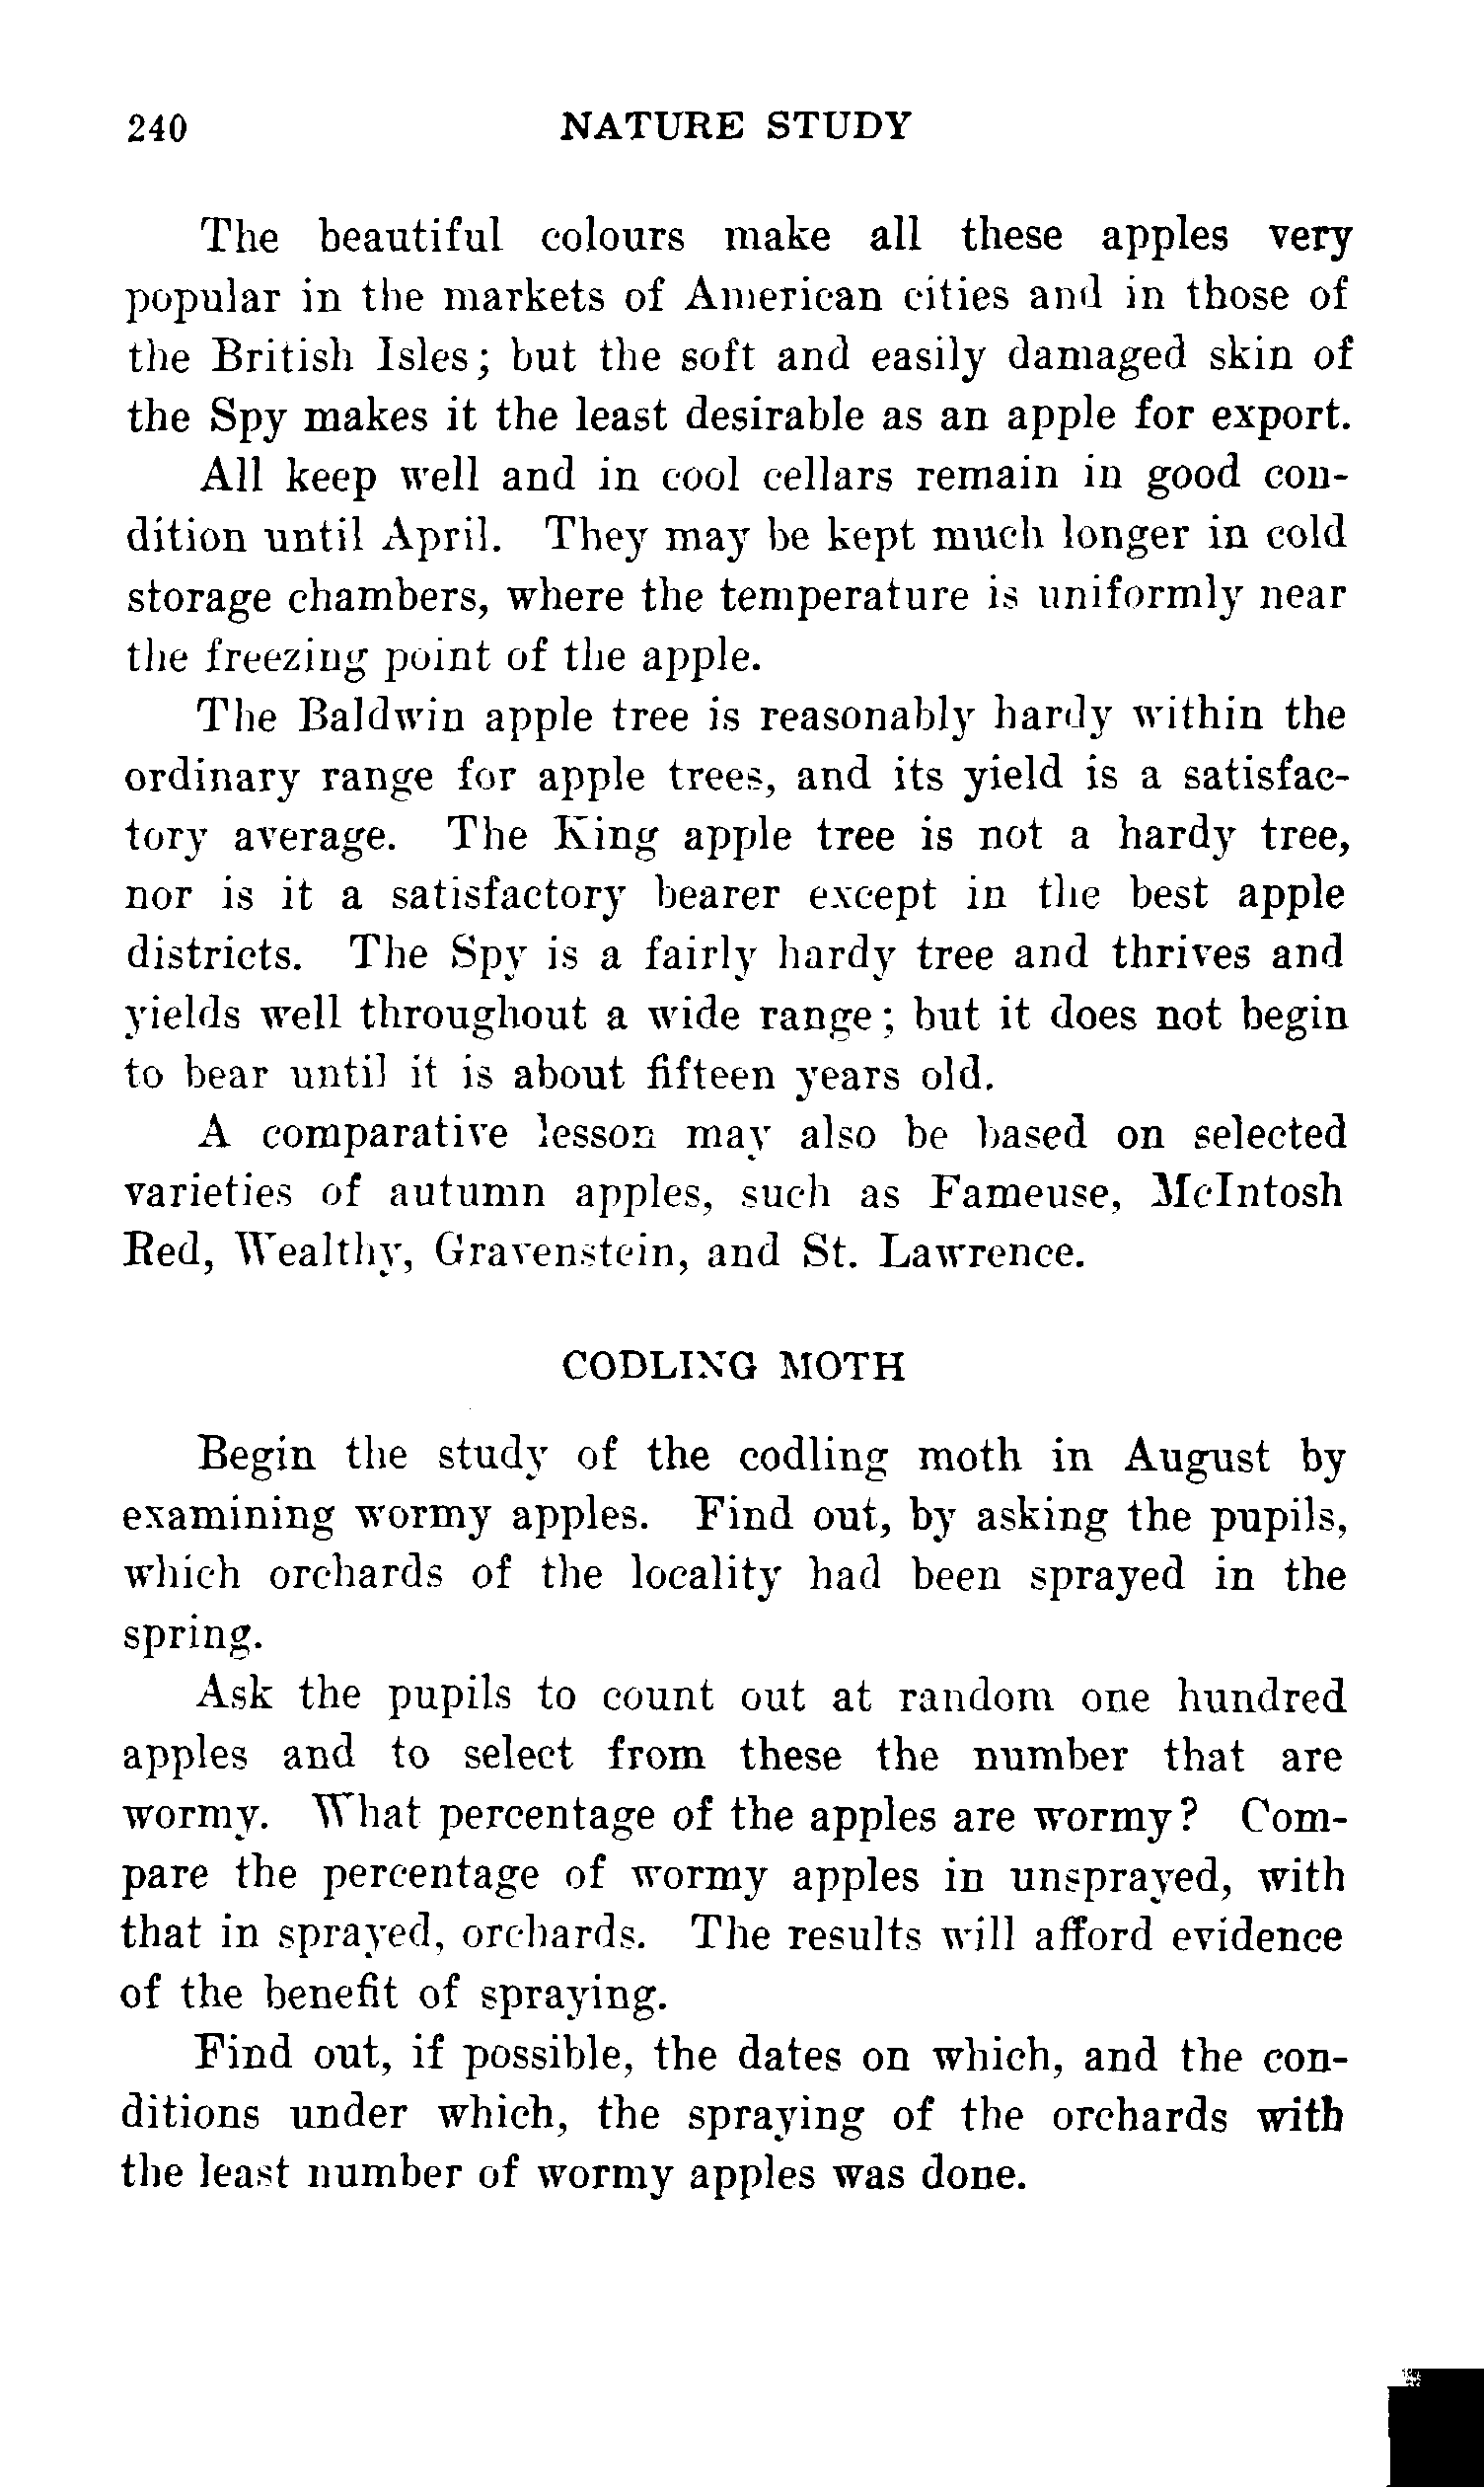 240 NATURE STUDY
The beautiful colours make all these apples very
popular in the markets of American cities and in those of
the British Isles; but the soft and easily damaged skin of
the Spy makes it the least desirable as an apple for export.
All keep well and in cool cellars remain in good con-
dition until April. They may be kept much longer in cold
storage chambers, where the temperature is uniformly near
the freezing point of the apple.
The Baldwin apple tree is reasonably hardy within the
ordinary range for apple trees, and its yield is a satisfac-
tory average. The King apple tree is not a hardy tree,
nor is it a satisfactory bearer except in the best apple
districts. The Spy is a fairly hardy tree and thrives and
yields well throughout a wide range; but it does not begin
to bear until it is about fifteen years old.
A comparative lesson may also be based on selected
varieties of autumn apples, such as Fameuse, McIntosh
Red, Wealthy, Gravenstein, and St. Lawrence.
CODLING MOTH
Begin the study of the codling moth in August by
examining wormy apples. Find out, by asking the pupils,
which orchards of the locality had been sprayed in the
spring.
Ask the pupils to count out at random one hundred
apples and to select from these the number that are
wormy. What percentage of the apples are wormy? Com-
pare the percentage of wormy apples in unsprayed, with
that in sprayed, orchards. The results will afford evidence
of the benefit of spraying.
Find out, if possible, the dates on which, and the con-
ditions under which, the spraying of the orchards with
the least number of wormy apples was done.